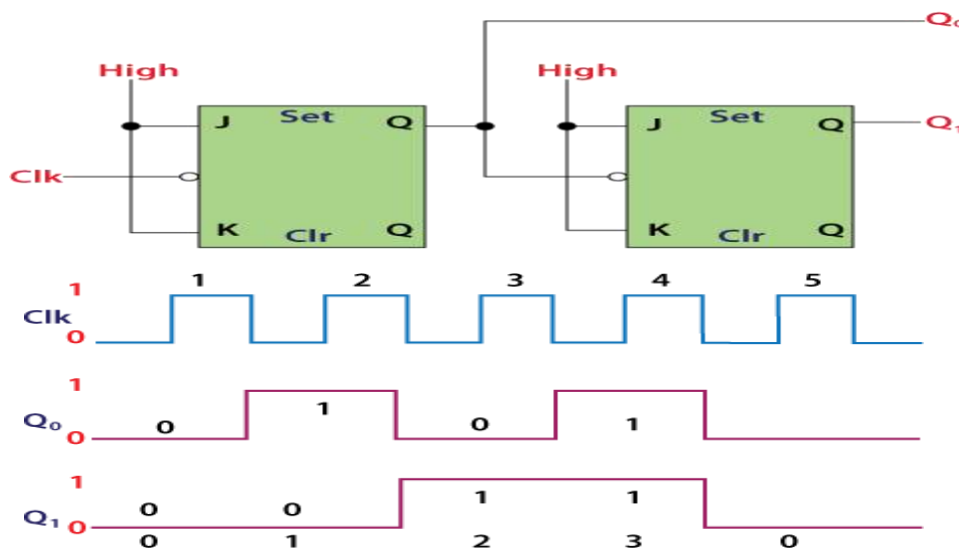 Q₀
High High
J Set Q J Set Q Q₁
Clk
K Clr Q K Clr Q
1 2 3 4 5
1
Clk
0
1
Q₀ 0 1 0 1
0
1
Q₁ 0 0 1 1
0
0 1 2 3 0